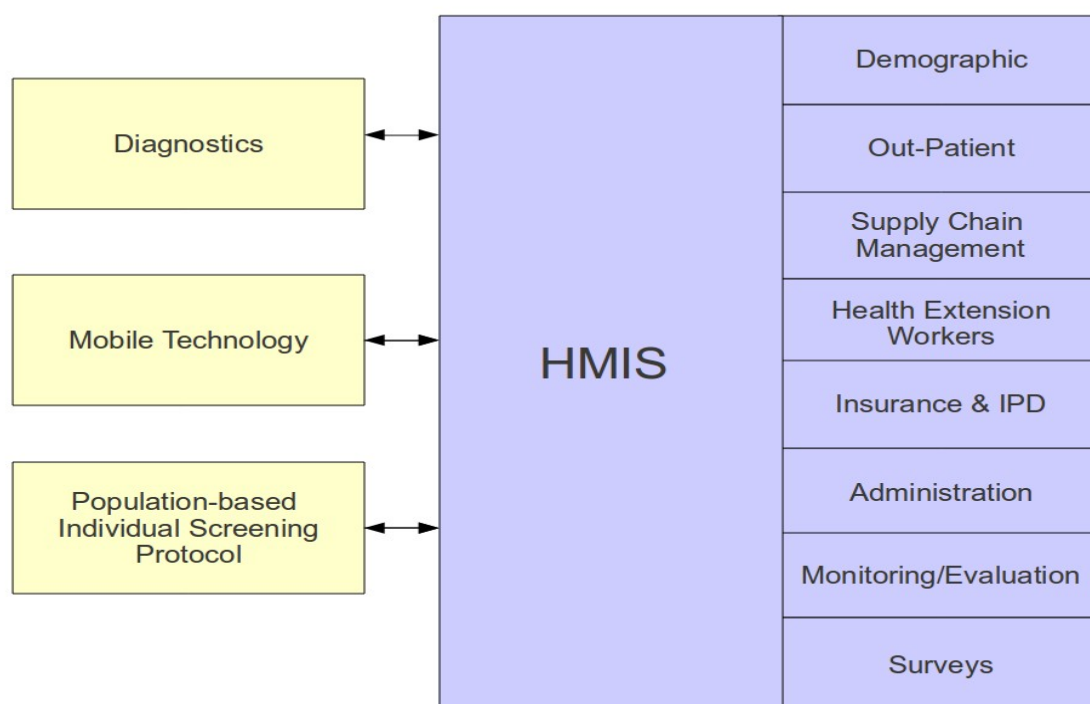 Diagnostics
Mobile Technology
Population-based
Individual Screening
Protocol
HMIS
Demographic
Out-Patient
Supply Chain
Management
Health Extension
Workers
Insurance & IPD
Administration
Monitoring/Evaluation
Surveys